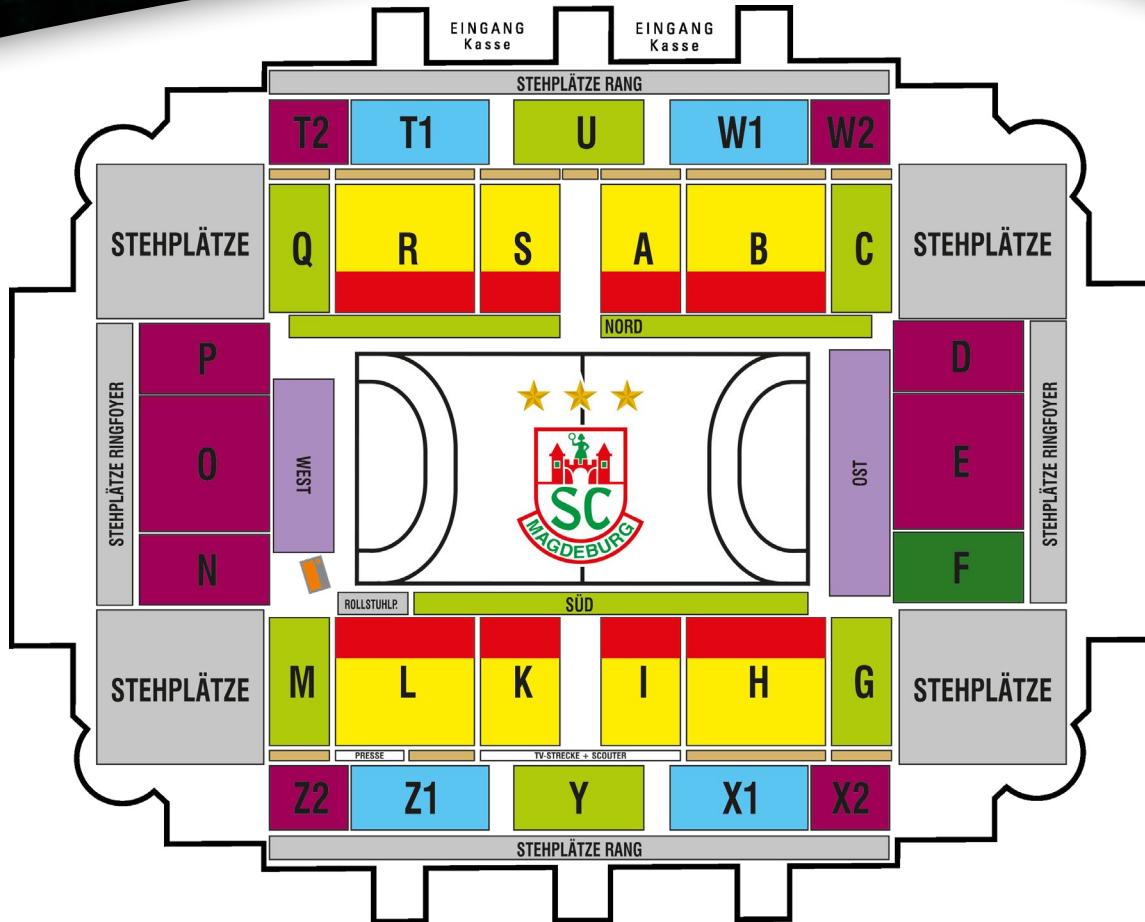 EINGANG
Kasse
EINGANG
Kasse
STEHPLÄTZE RANG
T2
T1
U
W1
W2
STEHPLÄTZE
Q
R
S
A
B
C
STEHPLÄTZE
NORD
STEHPLÄTZE RINGFOYER
P
O
N
WEST
SC
MAGDEBURG
OST
D
E
F
STEHPLÄTZE RINGFOYER
ROLLSTUHLP.
SÜD
STEHPLÄTZE
M
L
K
I
H
G
STEHPLÄTZE
PRESSE
TV-STRECKE + SCOUTER
Z2
Z1
Y
X1
X2
STEHPLÄTZE RANG